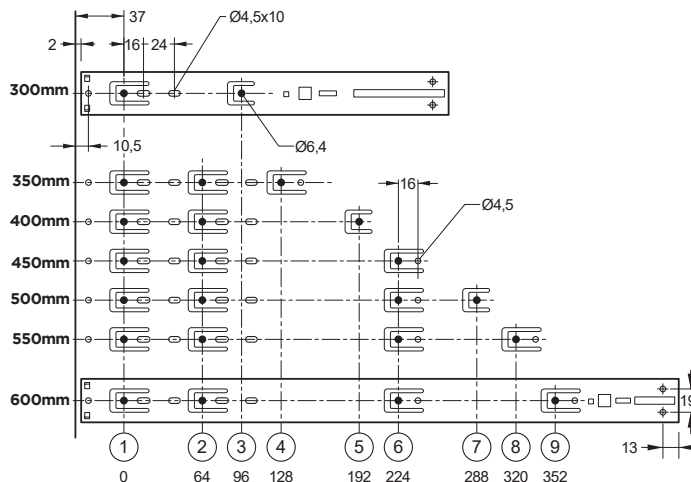 37
Ø4,5x10
2
16
24
300mm
Ø6,4
10,5
350mm
16
400mm
Ø4,5
450mm
500mm
550mm
600mm
19
1 2 3 4 5 6 7 8 9
13
0 64 96 128 192 224 288 320 352